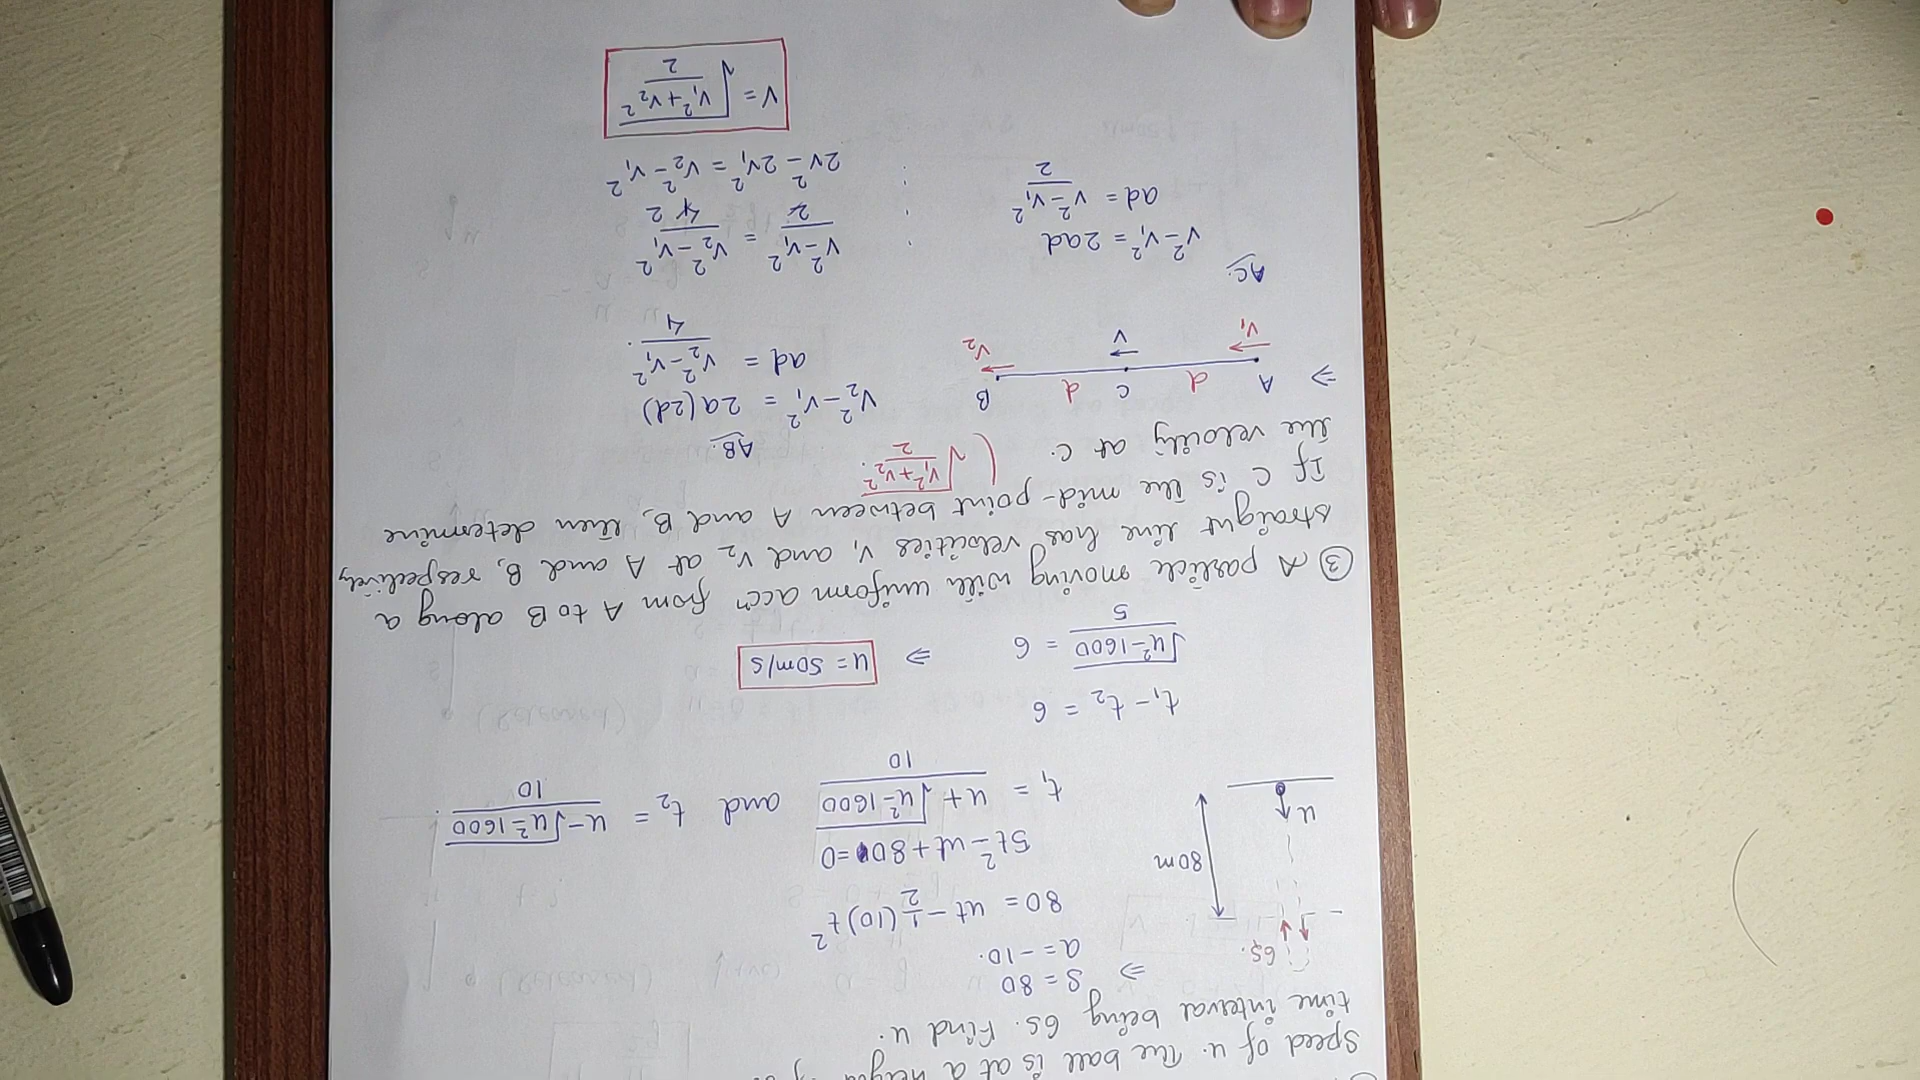 speed of u. The ball is at a height
time interval being 6s. Find u.
⇒ S = 80
a = -10.
6s.
80m
u
80 = ut - 1/2 (10) t²
5t² - ut + 80 = 0
t₁ = (u + √(u² - 1600))/10 and t₂ = (u - √(u² - 1600))/10 .
t₁ - t₂ = 6
√(u² - 1600)/5 = 6 ⇒ u = 50m/s
③ A particle moving with uniform accⁿ from A to B along a
straight line has velocities v₁ and v₂ at A and B, respectively
If C is the mid-point between A and B, then determine
the velocity at C. ( √((v₁² + v₂²)/2) .
⇒ A d C d B
v₁ v v₂
AB:
v₂² - v₁² = 2a(2d)
ad = (v₂² - v₁²)/4 .
AC:
v² - v₁² = 2ad
ad = (v² - v₁²)/2
(v² - v₁²)/2 = (v₂² - v₁²)/4 2
2v² - 2v₁² = v₂² - v₁²
V = √((v₁² + v₂²)/2)